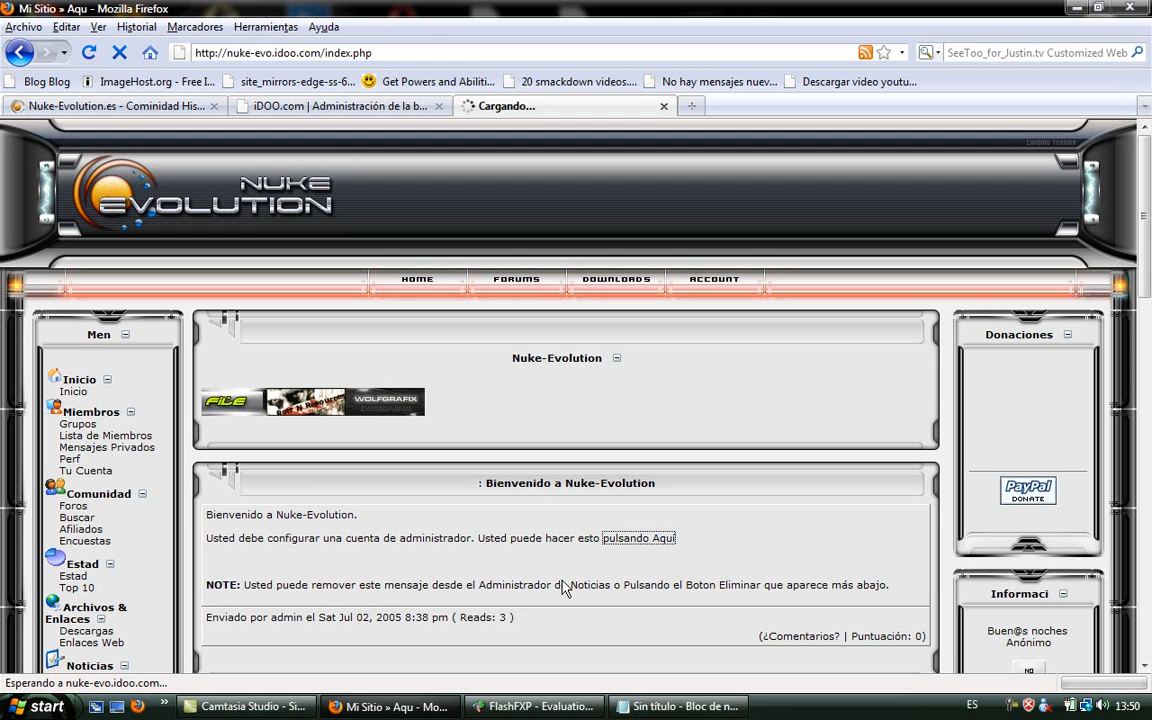 Mi Sitio » Aqu - Mozilla Firefox
Archivo Editar Ver Historial Marcadores Herramientas Ayuda
http://nuke-evo.idoo.com/index.php
SeeToo_for_Justin.tv Customized Web
Blog Blog ImageHost.org - Free I... site_mirrors-edge-ss-6... Get Powers and Abiliti... 20 smackdown videos.... No hay mensajes nuev... Descargar video youtu...
Nuke-Evolution.es - Cominidad His... iDOO.com | Administración de la b... Cargando...
NUKE
EVOLUTION
HOME FORUMS DOWNLOADS ACCOUNT
Men
Inicio
Inicio
Miembros
Grupos
Lista de Miembros
Mensajes Privados
Perf
Tu Cuenta
Comunidad
Foros
Buscar
Afiliados
Encuestas
Estad
Estad
Top 10
Archivos &
Enlaces
Descargas
Enlaces Web
Noticias
Nuke-Evolution
FILE
WOLFGRAFIX
: Bienvenido a Nuke-Evolution
Bienvenido a Nuke-Evolution.
Usted debe configurar una cuenta de administrador. Usted puede hacer esto pulsando Aqui
NOTE: Usted puede remover este mensaje desde el Administrador de Noticias o Pulsando el Boton Eliminar que aparece más abajo.
Enviado por admin el Sat Jul 02, 2005 8:38 pm ( Reads: 3 )
(¿Comentarios? | Puntuación: 0)
Donaciones
PayPal
DONATE
Informaci
Buen@s noches
Anónimo
Esperando a nuke-evo.idoo.com...
start Camtasia Studio - Si... Mi Sitio » Aqu - Mo... FlashFXP - Evaluatio... Sin título - Bloc de n... ES 13:50